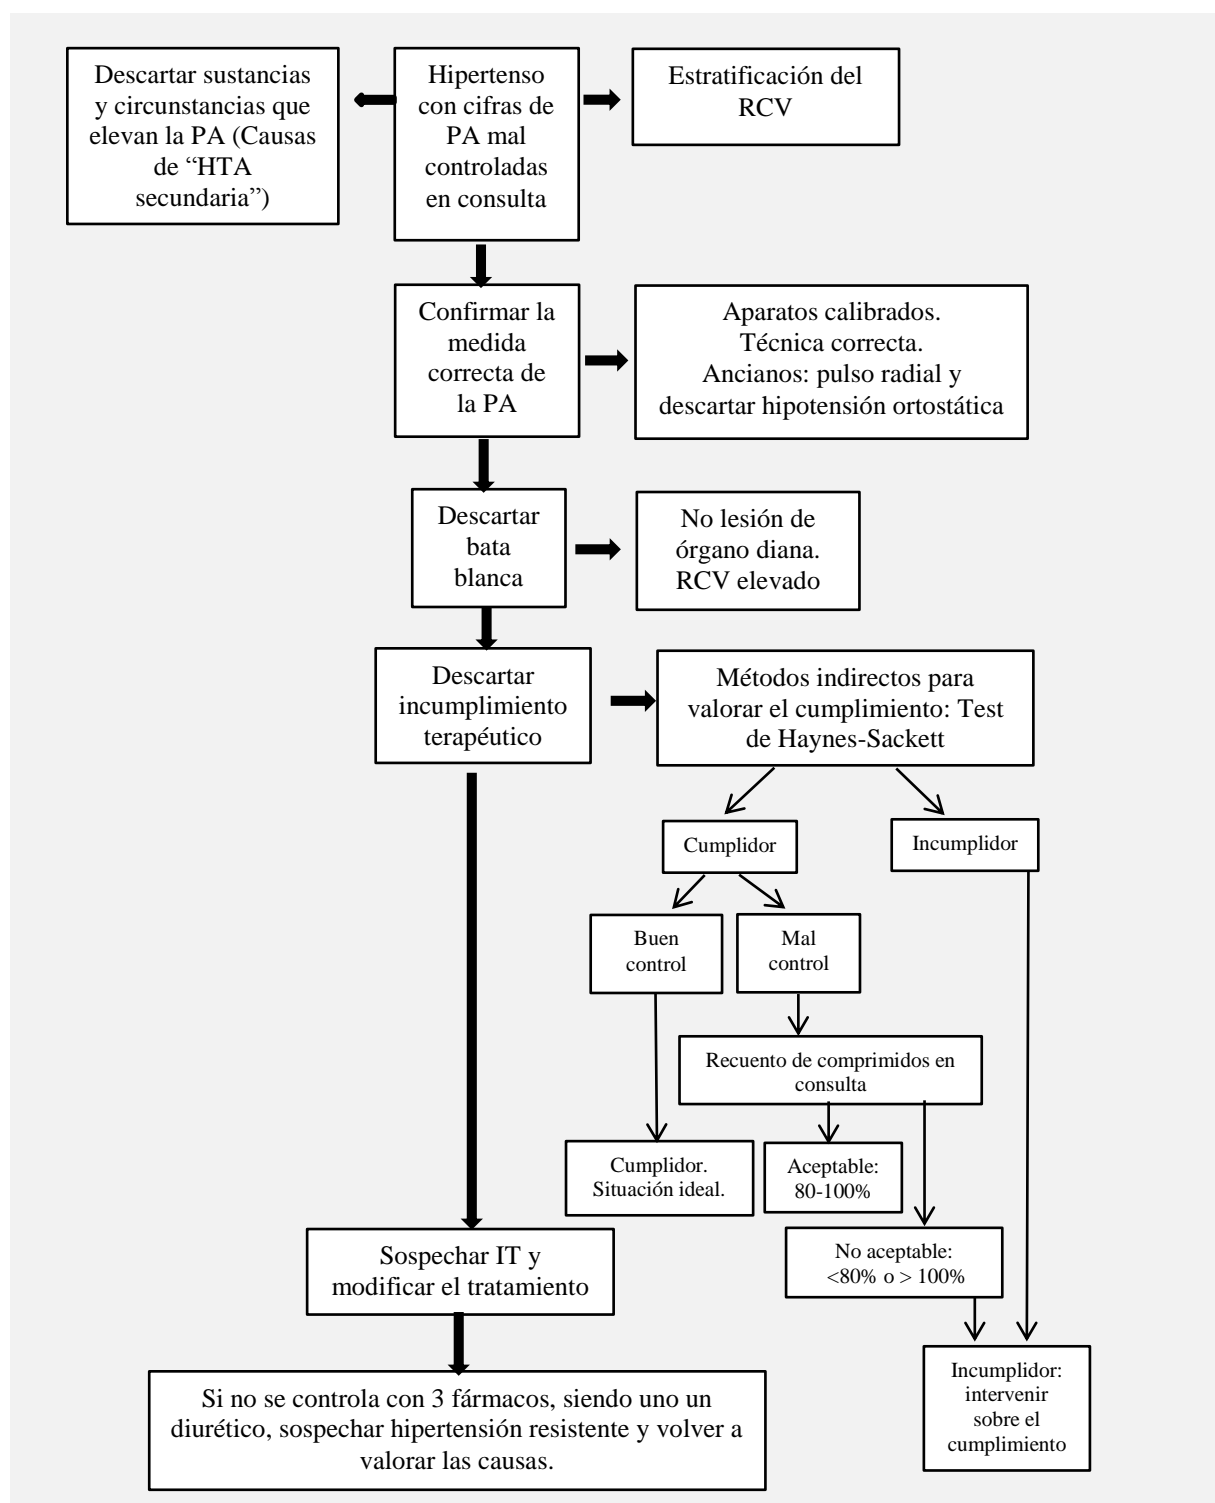 Descartar sustancias
y circunstancias que
elevan la PA (Causas
de “HTA
secundaria”)
Hipertenso
con cifras de
PA mal
controladas
en consulta
Estratificación del
RCV
Confirmar la
medida
correcta de
la PA
Aparatos calibrados.
Técnica correcta.
Ancianos: pulso radial y
descartar hipotensión ortostática
Descartar
bata
blanca
No lesión de
órgano diana.
RCV elevado
Descartar
incumplimiento
terapéutico
Métodos indirectos para
valorar el cumplimiento: Test
de Haynes-Sackett
Cumplidor
Incumplidor
Buen
control
Mal
control
Recuento de comprimidos en
consulta
Cumplidor.
Situación ideal.
Aceptable:
80-100%
No aceptable:
<80% o > 100%
Sospechar IT y
modificar el tratamiento
Incumplidor:
intervenir
sobre el
cumplimiento
Si no se controla con 3 fármacos, siendo uno un
diurético, sospechar hipertensión resistente y volver a
valorar las causas.